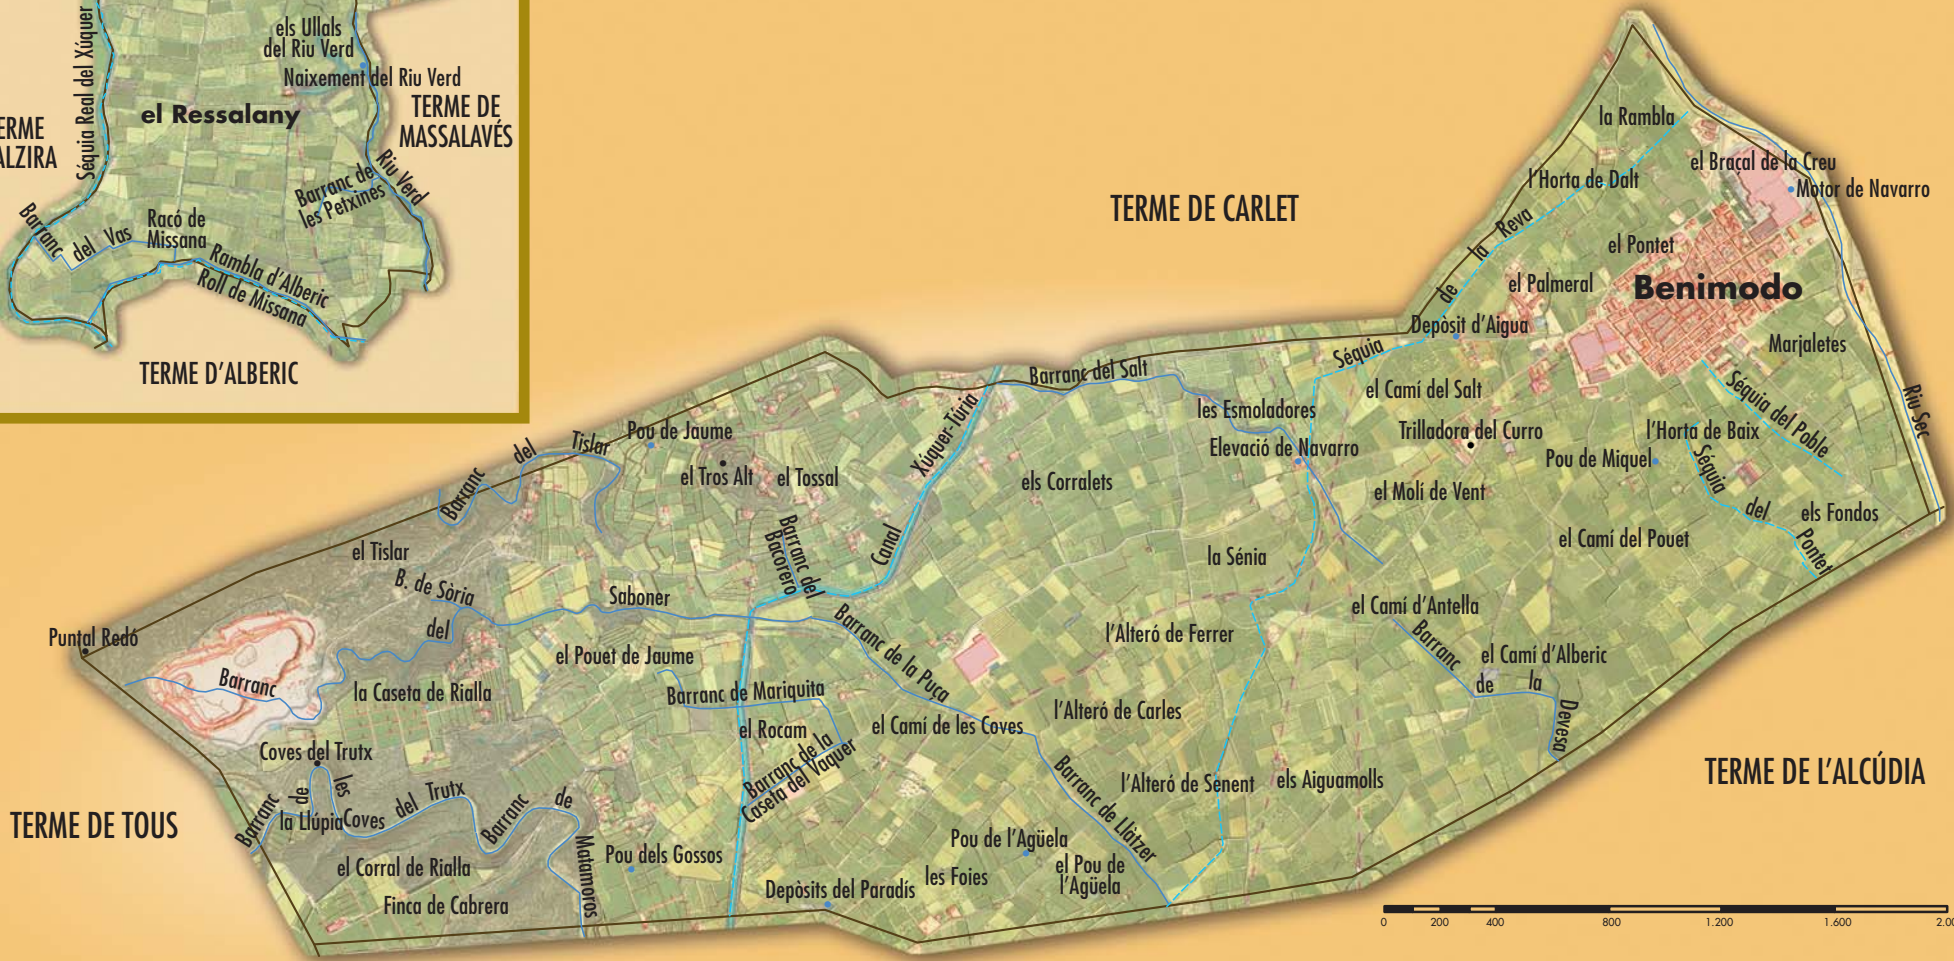 Séquia Real del Xúquer
els Ullals
del Riu Verd
Naixement del Riu Verd
el Ressalany
TERME DE
MASSALAVÉS
ERME
ALZIRA
Riu Verd
Barranc de
les Petxines
Barranc del Vas
Racó de
Missana
Rambla d'Alberic
Roll de Missana
TERME D'ALBERIC
TERME DE CARLET
la Rambla
el Braçal de la Creu
Motor de Navarro
l'Horta de Dalt
el Pontet
el Palmeral
Benimodo
Séquia de la Reva
Depòsit d'Aigua
Marjaletes
Riu Sec
Barranc del Salt
el Camí del Salt
Séquia del Poble
les Esmoladores
Trilladora del Curro
l'Horta de Baix
Elevació de Navarro
Pou de Miquel
Séquia del Pontet
els Fondos
el Molí de Vent
el Camí del Pouet
Barranc del Tislar
Pou de Jaume
el Tros Alt
el Tossal
Canal Xúquer-Túria
els Corralets
la Sénia
Barranc del
Bacorero
el Tislar
B. de Sòria
Barranc del Saboner
Puntal Redó
el Pouet de Jaume
Barranc de la Puca
l'Alteró de Ferrer
el Camí d'Antella
Barranc de la Devesa
el Camí d'Alberic
la Caseta de Rialla
Barranc de Mariquita
el Rocam
el Camí de les Coves
l'Alteró de Carles
Coves del Trutx
Barranc de la
Caseta del Vaquer
Barranc de Llàtzer
l'Alteró de Senent
els Aiguamolls
TERME DE L'ALCÚDIA
TERME DE TOUS
Barranc de les Coves del Trutx
la Llúpia
Barranc de Matamoros
el Corral de Rialla
Pou dels Gossos
Pou de l'Agüela
el Pou de
l'Agüela
les Foies
Depòsits del Paradís
Finca de Cabrera
0 200 400 800 1.200 1.600 2.00